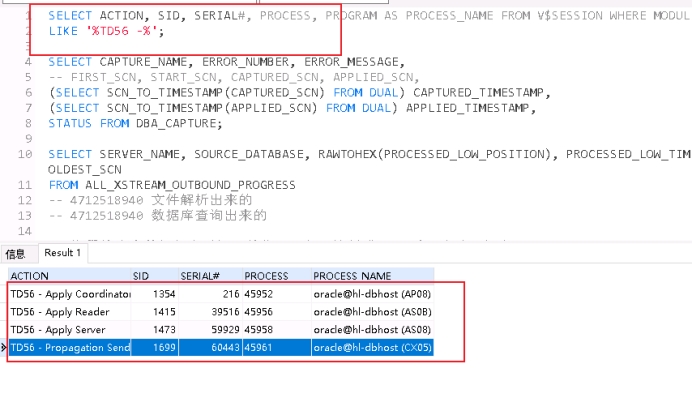 1 SELECT ACTION, SID, SERIAL#, PROCESS, PROGRAM AS PROCESS_NAME FROM V$SESSION WHERE MODUL
2 LIKE '%TD56 -%';
3
4 SELECT CAPTURE_NAME, ERROR_NUMBER, ERROR_MESSAGE,
5 -- FIRST_SCN, START_SCN, CAPTURED_SCN, APPLIED_SCN,
6 (SELECT SCN_TO_TIMESTAMP(CAPTURED_SCN) FROM DUAL) CAPTURED_TIMESTAMP,
7 (SELECT SCN_TO_TIMESTAMP(APPLIED_SCN) FROM DUAL) APPLIED_TIMESTAMP,
8 STATUS FROM DBA_CAPTURE;
9
10 SELECT SERVER_NAME, SOURCE_DATABASE, RAWTOHEX(PROCESSED_LOW_POSITION), PROCESSED_LOW_TIM
OLDEST_SCN
11 FROM ALL_XSTREAM_OUTBOUND_PROGRESS
12 -- 4712518940 文件解析出来的
13 -- 4712518940 数据库查询出来的
14
信息 Result 1
ACTION SID SERIAL# PROCESS PROCESS_NAME
TD56 - Apply Coordinator 1354 216 45952 oracle@hl-dbhost (AP08)
TD56 - Apply Reader 1415 39516 45956 oracle@hl-dbhost (AS0B)
TD56 - Apply Server 1473 59929 45958 oracle@hl-dbhost (AS08)
TD56 - Propagation Send 1699 60443 45961 oracle@hl-dbhost (CX05)